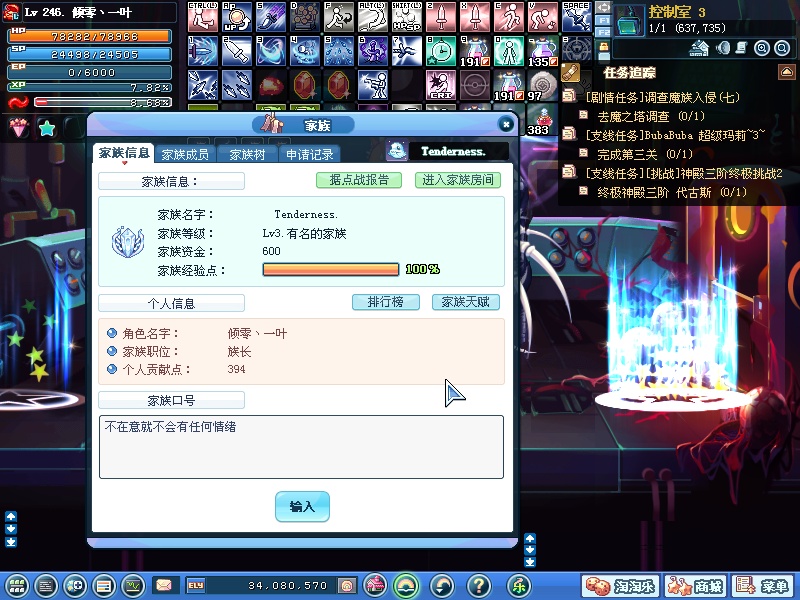 Lv 246. 倾零丶一叶
HP 78282/78966
SP 24498/24505
EP 0/6000
XP 7.82%
8.68%
控制室 3
1/1 (637,735)
任务追踪
[剧情任务]调查魔族入侵(七)
去魔之塔调查 (0/1)
[支线任务]BubaBuba 超级玛莉~3~
完成第三关 (0/1)
[支线任务][挑战]神殿三阶终极挑战2
终极神殿三阶 代古斯 (0/1)
191
135
191
97
383
家族
家族信息
家族成员
家族树
申请记录
Tenderness.
家族信息：
据点战报告
进入家族房间
家族名字： Tenderness.
家族等级： Lv3.有名的家族
家族资金： 600
家族经验点： 100%
个人信息
排行榜
家族天赋
角色名字： 倾零丶一叶
家族职位： 族长
个人贡献点： 394
家族口号
不在意就不会有任何情绪
输入
ELY 34,080,570
乐
淘淘乐
商城
菜单